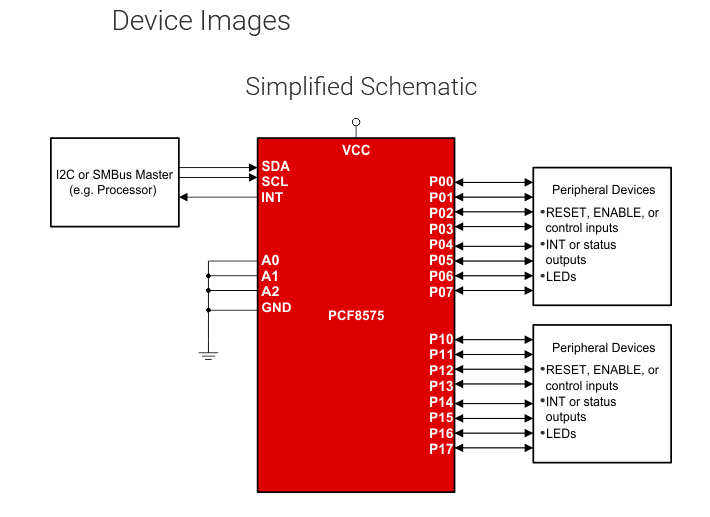 Device Images
Simplified Schematic
VCC
I2C or SMBus Master
(e.g. Processor)
SDA
SCL
INT
A0
A1
A2
GND
PCF8575
P00
P01
P02
P03
P04
P05
P06
P07
P10
P11
P12
P13
P14
P15
P16
P17
Peripheral Devices
•RESET, ENABLE, or
control inputs
•INT or status
outputs
•LEDs
Peripheral Devices
•RESET, ENABLE, or
control inputs
•INT or status
outputs
•LEDs